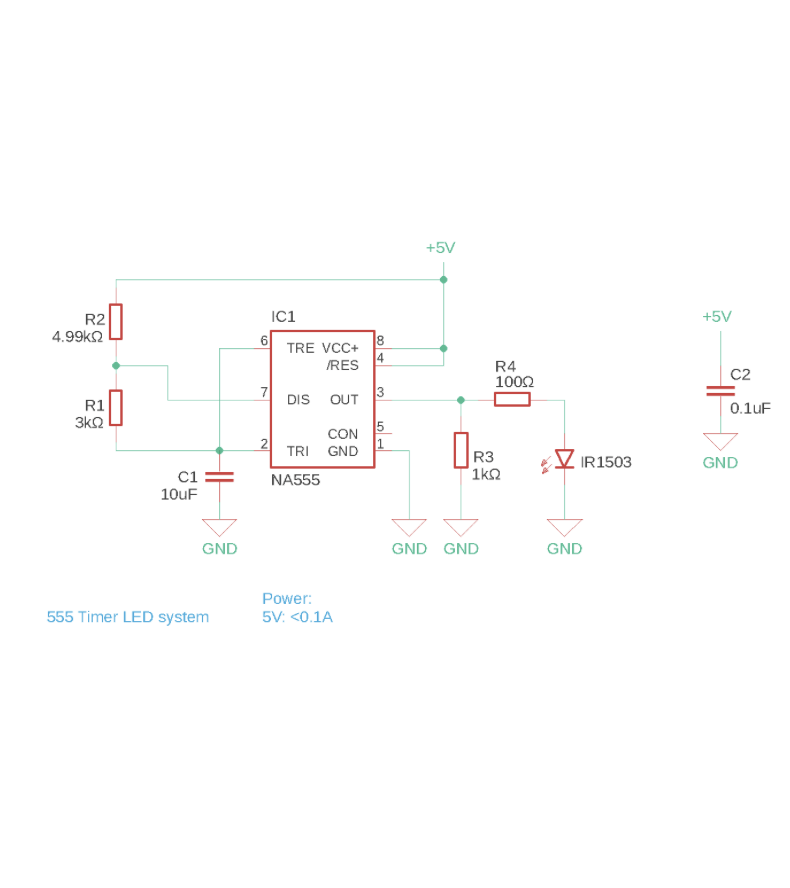 +5V
IC1
R2
4.99kΩ
6
TRE
VCC+
8
/RES
4
+5V
R4
100Ω
C2
R1
3kΩ
7
DIS
OUT
3
0.1uF
CON
5
2
TRI
GND
1
R3
1kΩ
IR1503
GND
C1
10uF
NA555
GND
GND
GND
GND
555 Timer LED system
Power:
5V: <0.1A